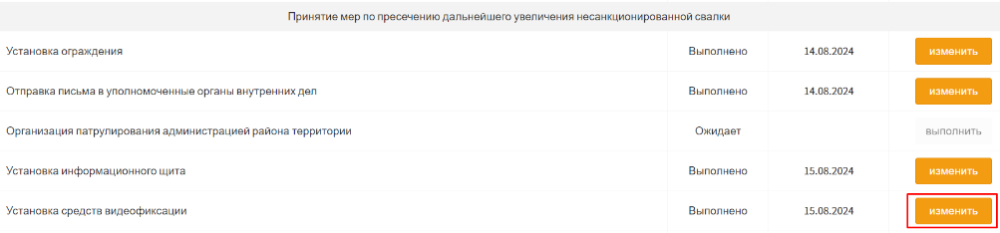 Принятие мер по пресечению дальнейшего увеличения несанкционированной свалки
Установка ограждения Выполнено 14.08.2024 изменить
Отправка письма в уполномоченные органы внутренних дел Выполнено 14.08.2024 изменить
Организация патрулирования администрацией района территории Ожидает выполнить
Установка информационного щита Выполнено 15.08.2024 изменить
Установка средств видеофиксации Выполнено 15.08.2024 изменить